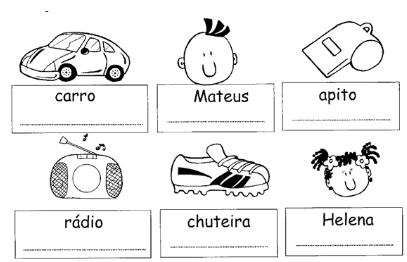 carro
Mateus
apito
rádio
chuteira
Helena